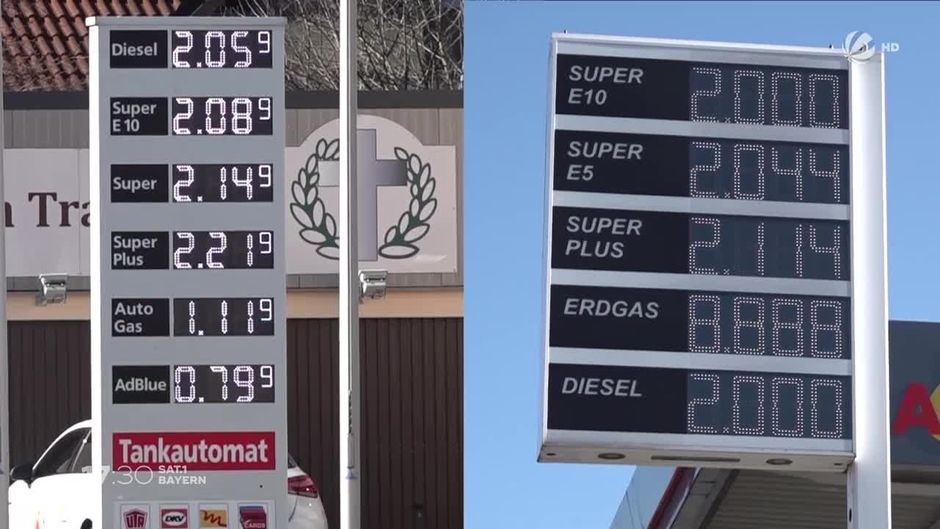 Diesel 2.05⁹
Super
E10 2.08⁹
Super 2.14⁹
Super
Plus 2.21⁹
Auto
Gas 1.11⁹
AdBlue 0.79⁹
Tankautomat
UTA DKV
n Tra
17:30 SAT.1
BAYERN
HD
SUPER
E10 2.000
SUPER
E5 2.044
SUPER
PLUS 2.114
ERDGAS 8.888
DIESEL 2.000
A